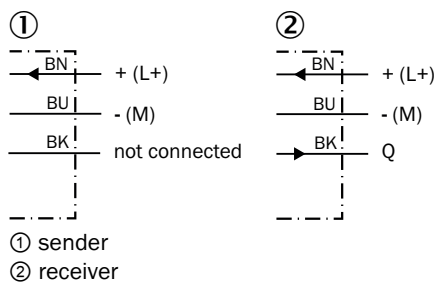 ① ②
BN + (L+) BN + (L+)
BU - (M) BU - (M)
BK not connected BK Q
① sender
② receiver